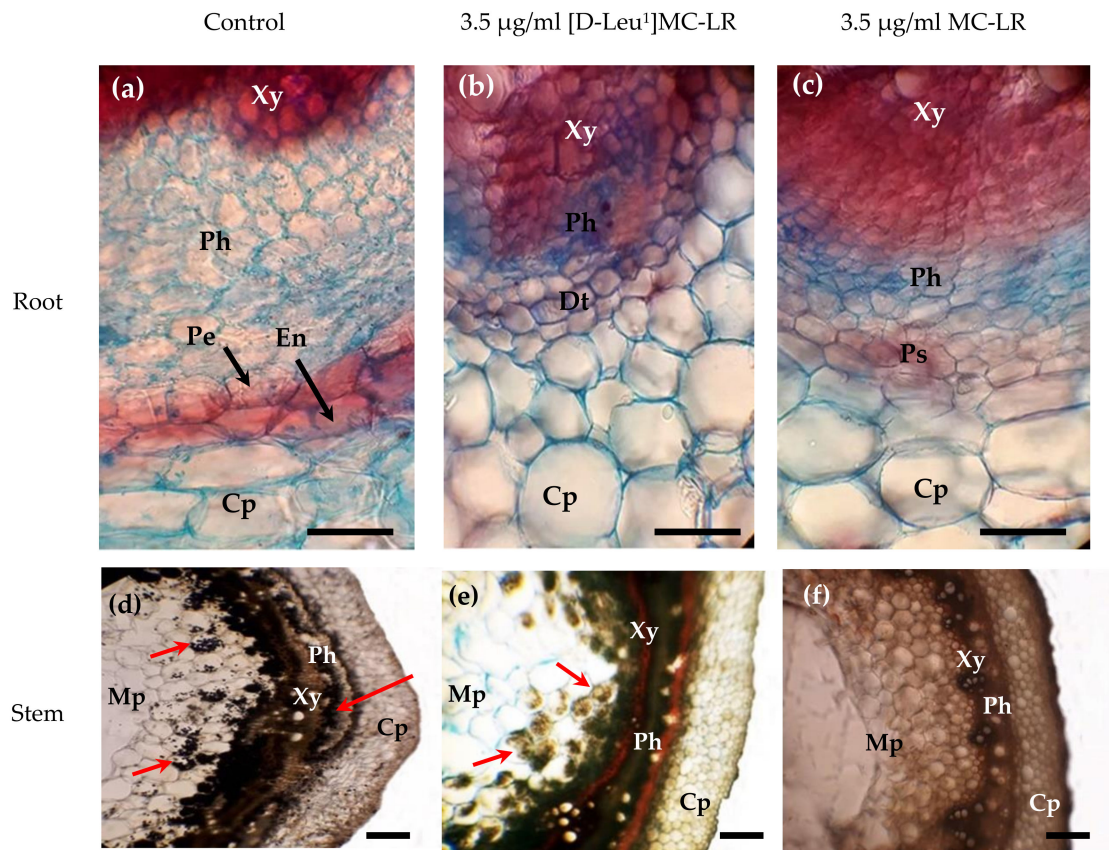 Control 3.5 μg/ml [D-Leu¹]MC-LR 3.5 μg/ml MC-LR
Root
(a)
Xy
Ph
Pe
En
Cp
(b)
Xy
Ph
Dt
Cp
(c)
Xy
Ph
Ps
Cp
Stem
(d)
Ph
Mp
Xy
Cp
(e)
Xy
Mp
Ph
Cp
(f)
Xy
Ph
Mp
Cp